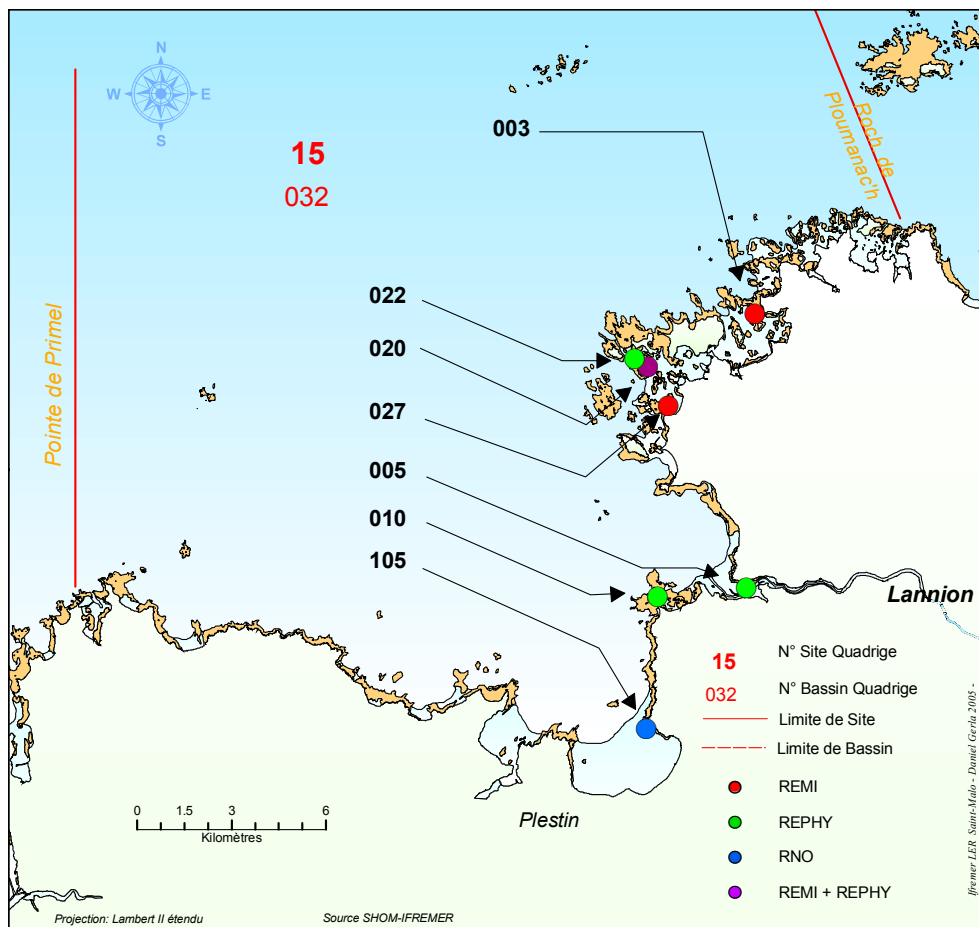 N
W
E
S
15
032
003
Roch. de
Ploumanac'h
Pointe de Primel
022
020
027
005
010
105
Lannion
15 N° Site Quadrige
032 N° Bassin Quadrige
Limite de Site
Limite de Bassin
REMI
REPHY
RNO
REMI + REPHY
0 1.5 3 6
Kilomètres
Plestin
Projection: Lambert II étendu
Source SHOM-IFREMER
Ifremer LER Saint-Malo - Daniel Gerla 2005 -